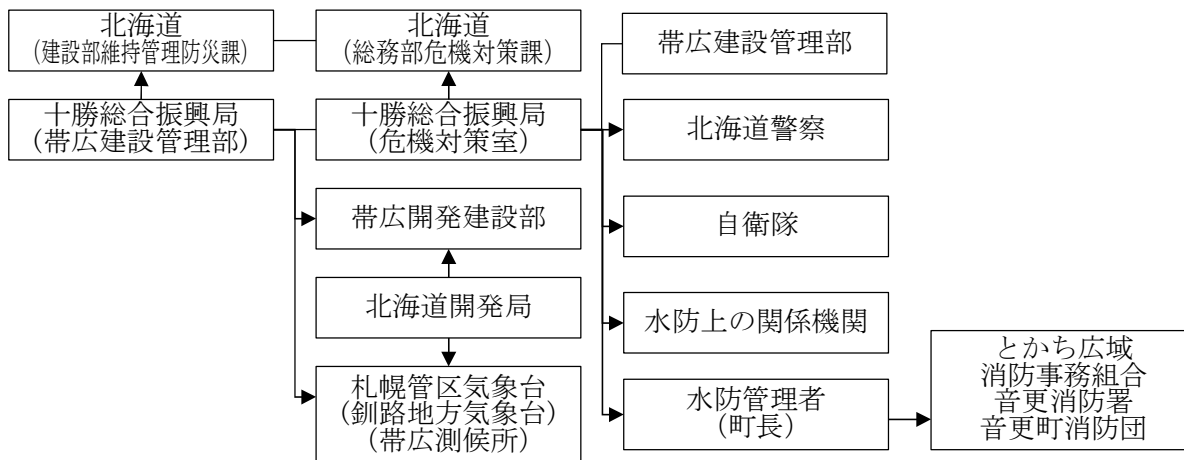 北海道
（建設部維持管理防災課）
北海道
（総務部危機対策課）
帯広建設管理部
十勝総合振興局
（帯広建設管理部）
十勝総合振興局
（危機対策室）
北海道警察
帯広開発建設部
自衛隊
北海道開発局
水防上の関係機関
札幌管区気象台
（釧路地方気象台）
（帯広測候所）
水防管理者
（町長）
とかち広域
消防事務組合
音更消防署
音更町消防団